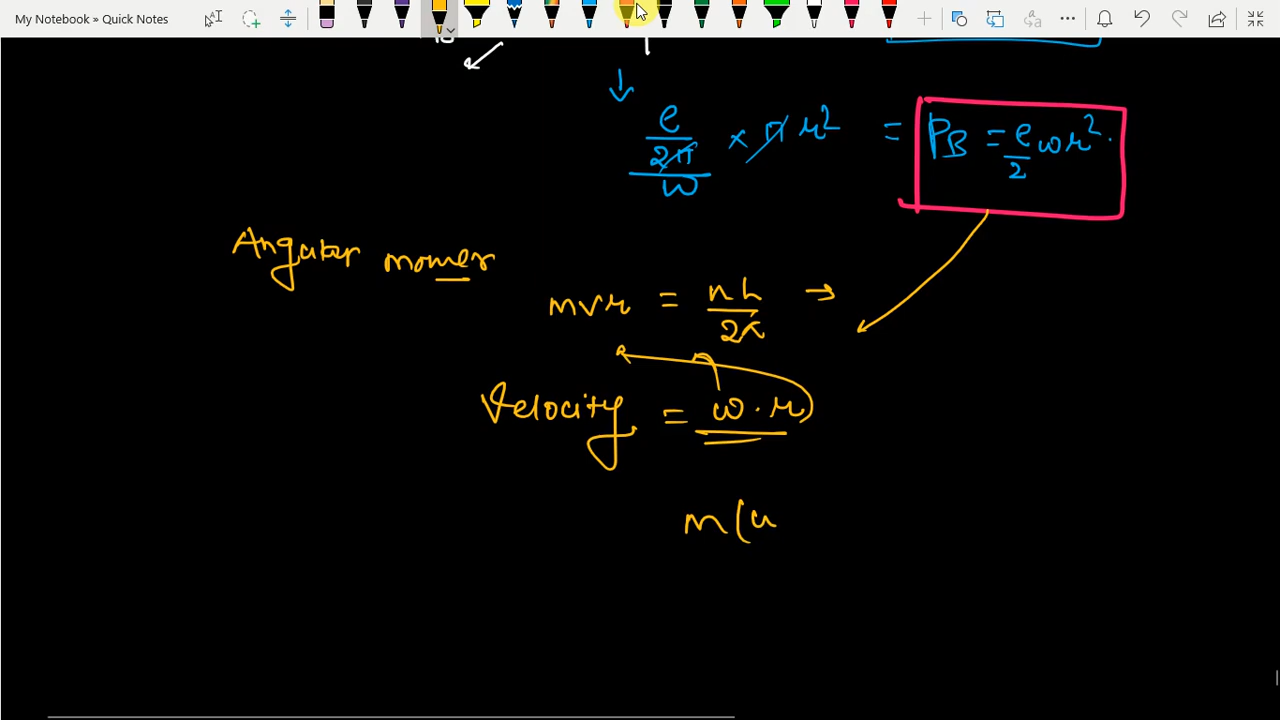 My Notebook » Quick Notes
e
2π
ω
× π r² = P_B = e/2 ω r².
Angular momen
mvr = nh/2π →
Velocity = ω · r)
m(ω